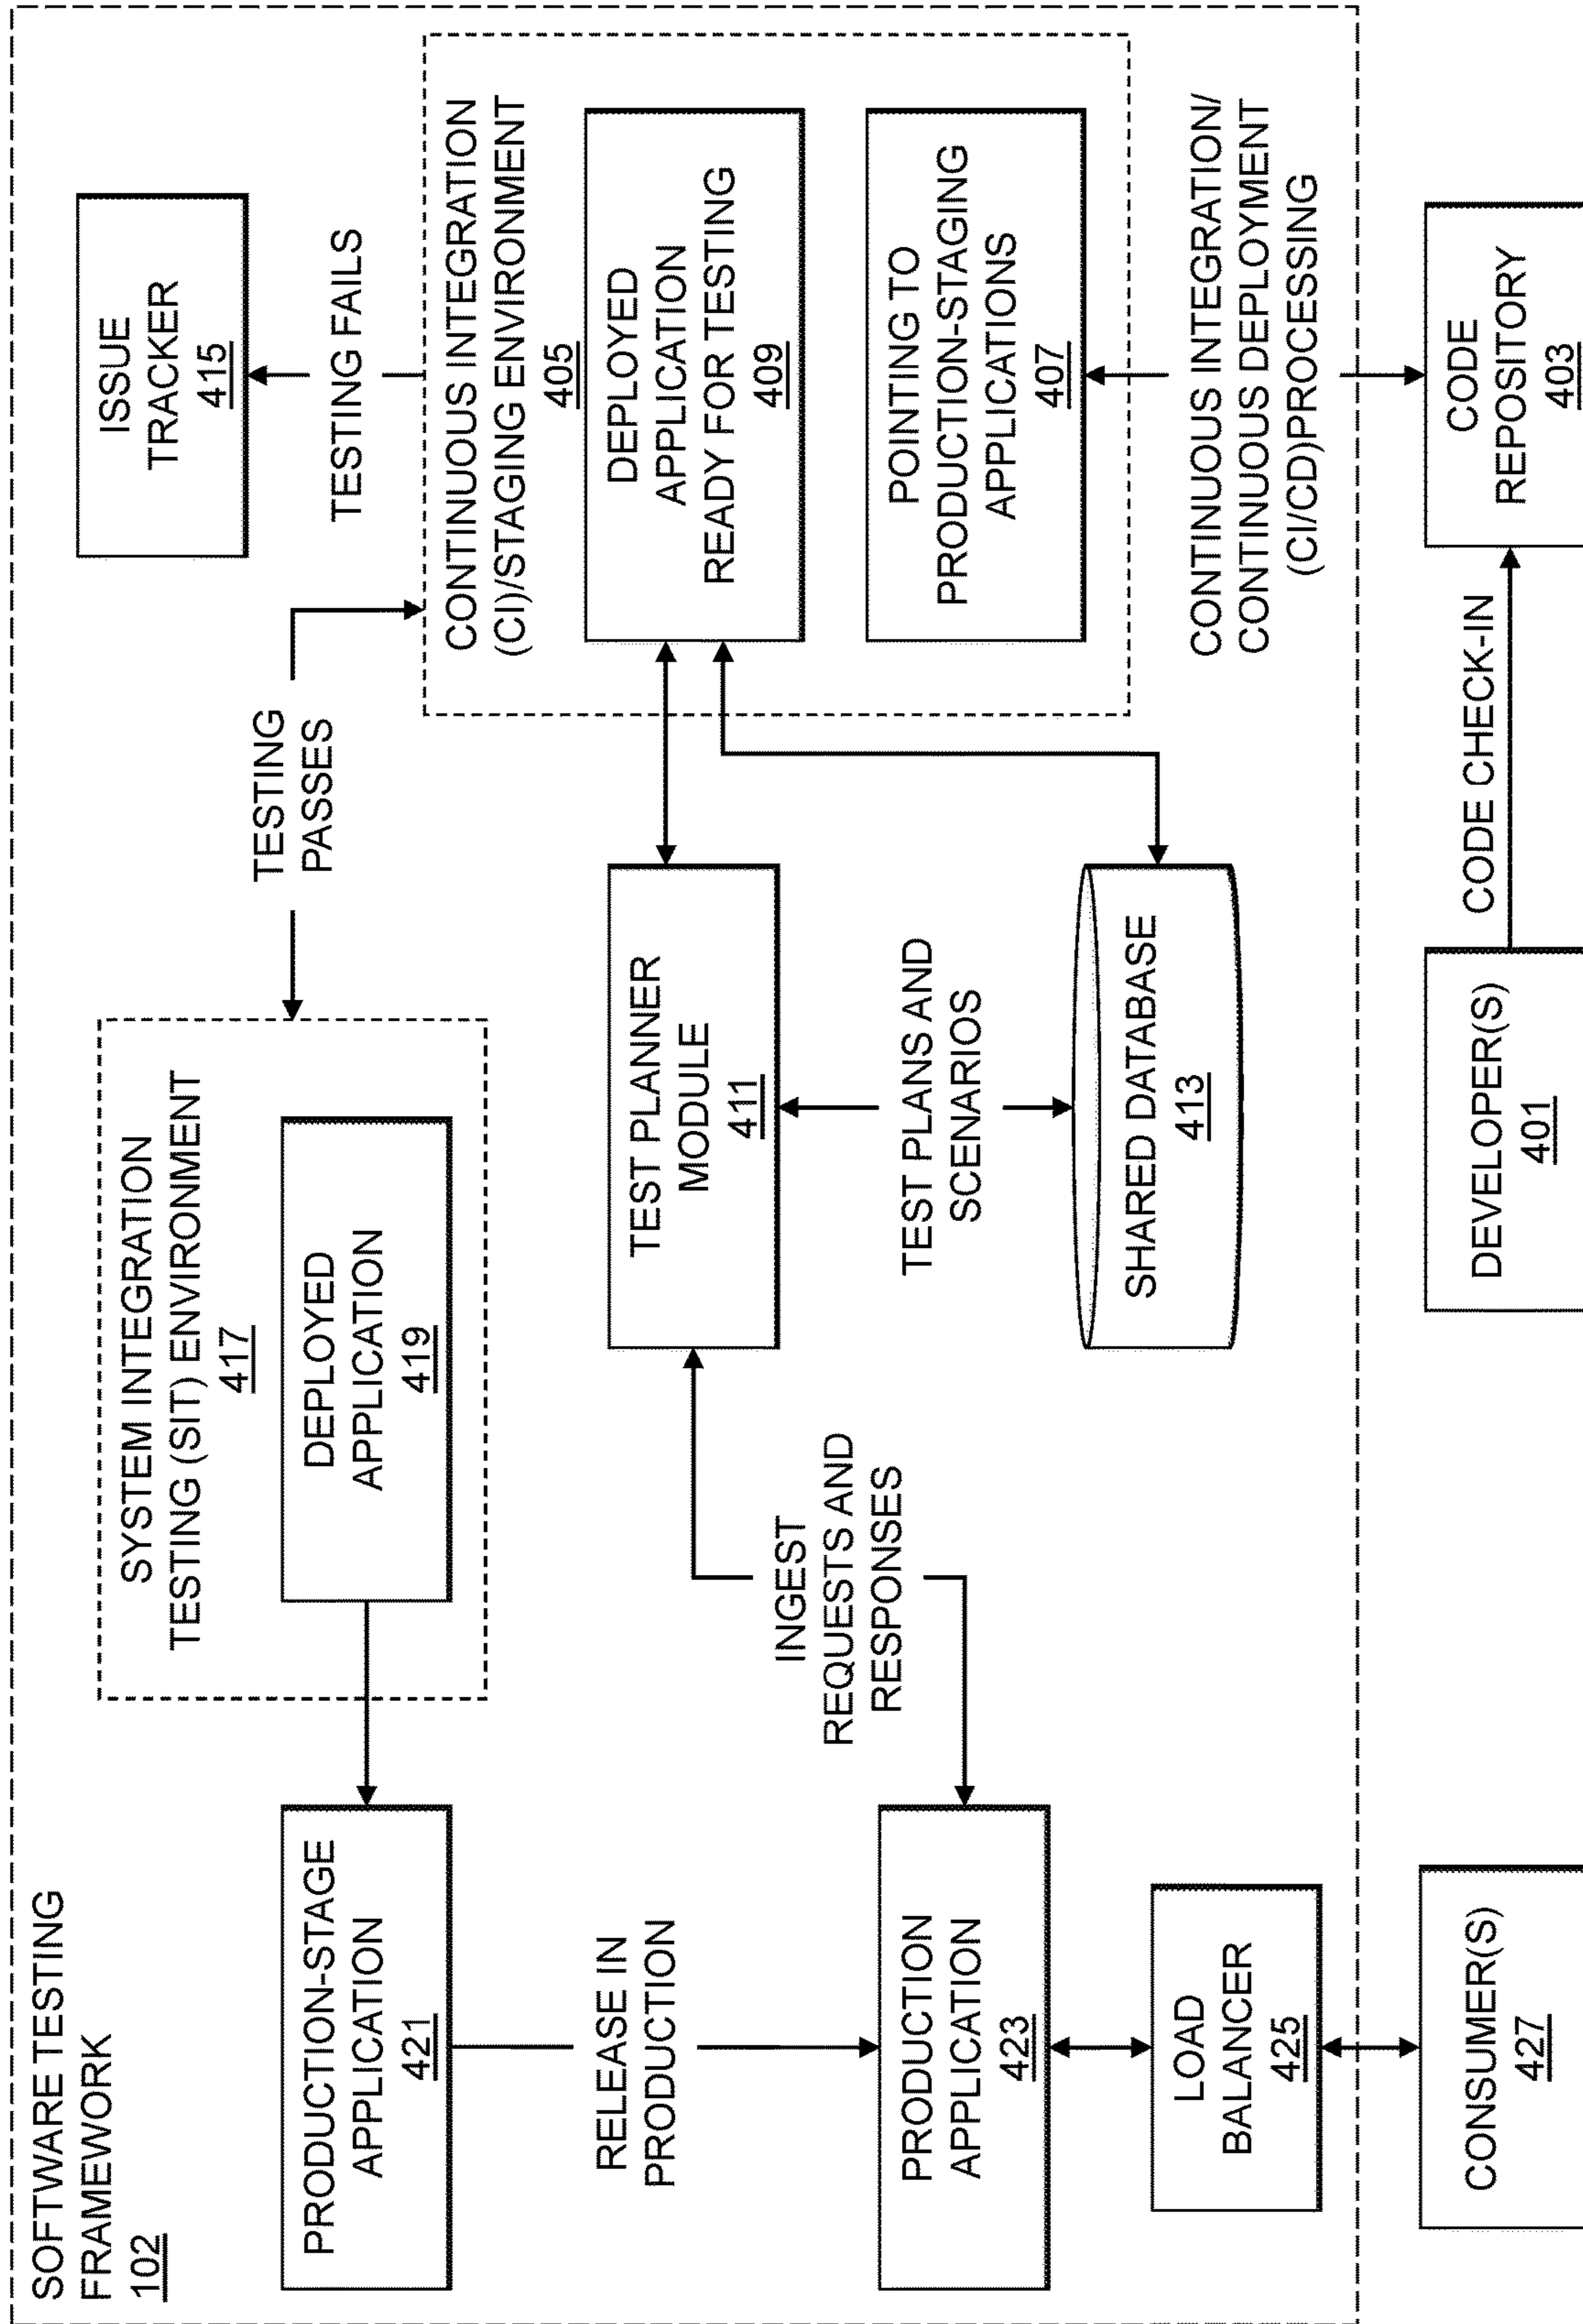 SOFTWARE TESTING
FRAMEWORK
102
PRODUCTION-STAGE
APPLICATION
421
RELEASE IN
PRODUCTION
PRODUCTION
APPLICATION
423
LOAD
BALANCER
425
CONSUMER(S)
427
SYSTEM INTEGRATION
TESTING (SIT) ENVIRONMENT
417
DEPLOYED
APPLICATION
419
INGEST
REQUESTS AND
RESPONSES
TEST PLANNER
MODULE
411
TEST PLANS AND
SCENARIOS
SHARED DATABASE
413
DEVELOPER(S)
401
TESTING
PASSES
CODE CHECK-IN
ISSUE
TRACKER
415
TESTING FAILS
CONTINUOUS INTEGRATION
(CI)/STAGING ENVIRONMENT
405
DEPLOYED
APPLICATION
READY FOR TESTING
409
POINTING TO
PRODUCTION-STAGING
APPLICATIONS
407
CONTINUOUS INTEGRATION/
CONTINUOUS DEPLOYMENT
(CI/CD)PROCESSING
CODE
REPOSITORY
403